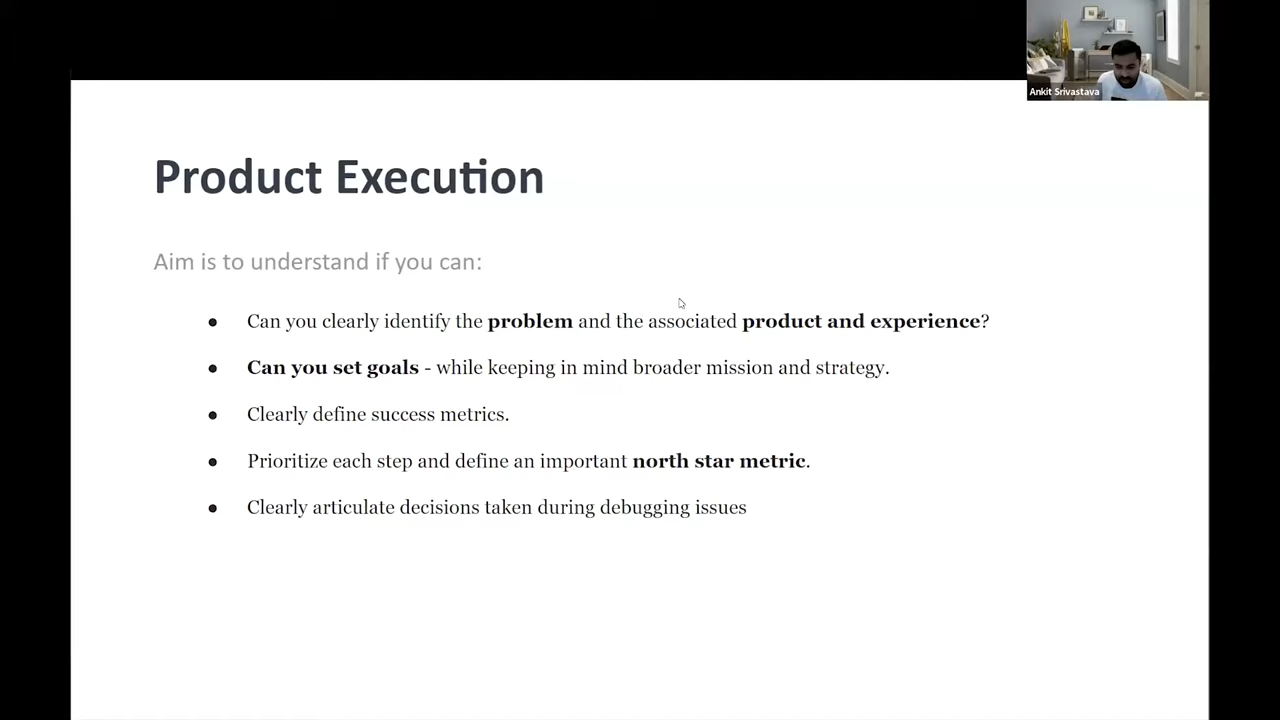 Ankit Srivastava
Product Execution
Aim is to understand if you can:
● Can you clearly identify the problem and the associated product and experience?
● Can you set goals - while keeping in mind broader mission and strategy.
● Clearly define success metrics.
● Prioritize each step and define an important north star metric.
● Clearly articulate decisions taken during debugging issues